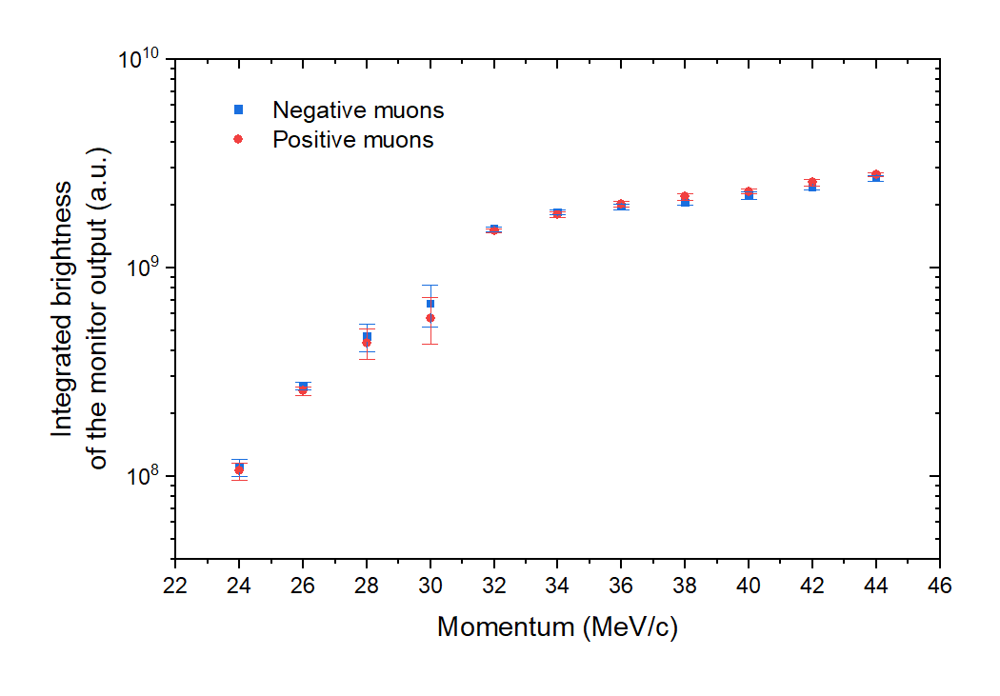 10^10
Negative muons
Positive muons
Integrated brightness
of the monitor output (a.u.)
10^9
10^8
22 24 26 28 30 32 34 36 38 40 42 44 46
Momentum (MeV/c)